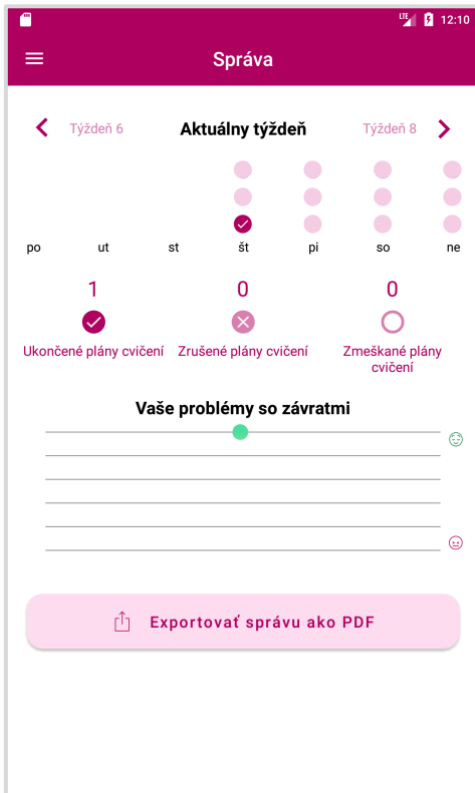 LTE 12:10
Správa
Týždeň 6 Aktuálny týždeň Týždeň 8
po ut st št pi so ne
1 0 0
Ukončené plány cvičení Zrušené plány cvičení Zmeškané plány
cvičení
Vaše problémy so závratmi
Exportovať správu ako PDF